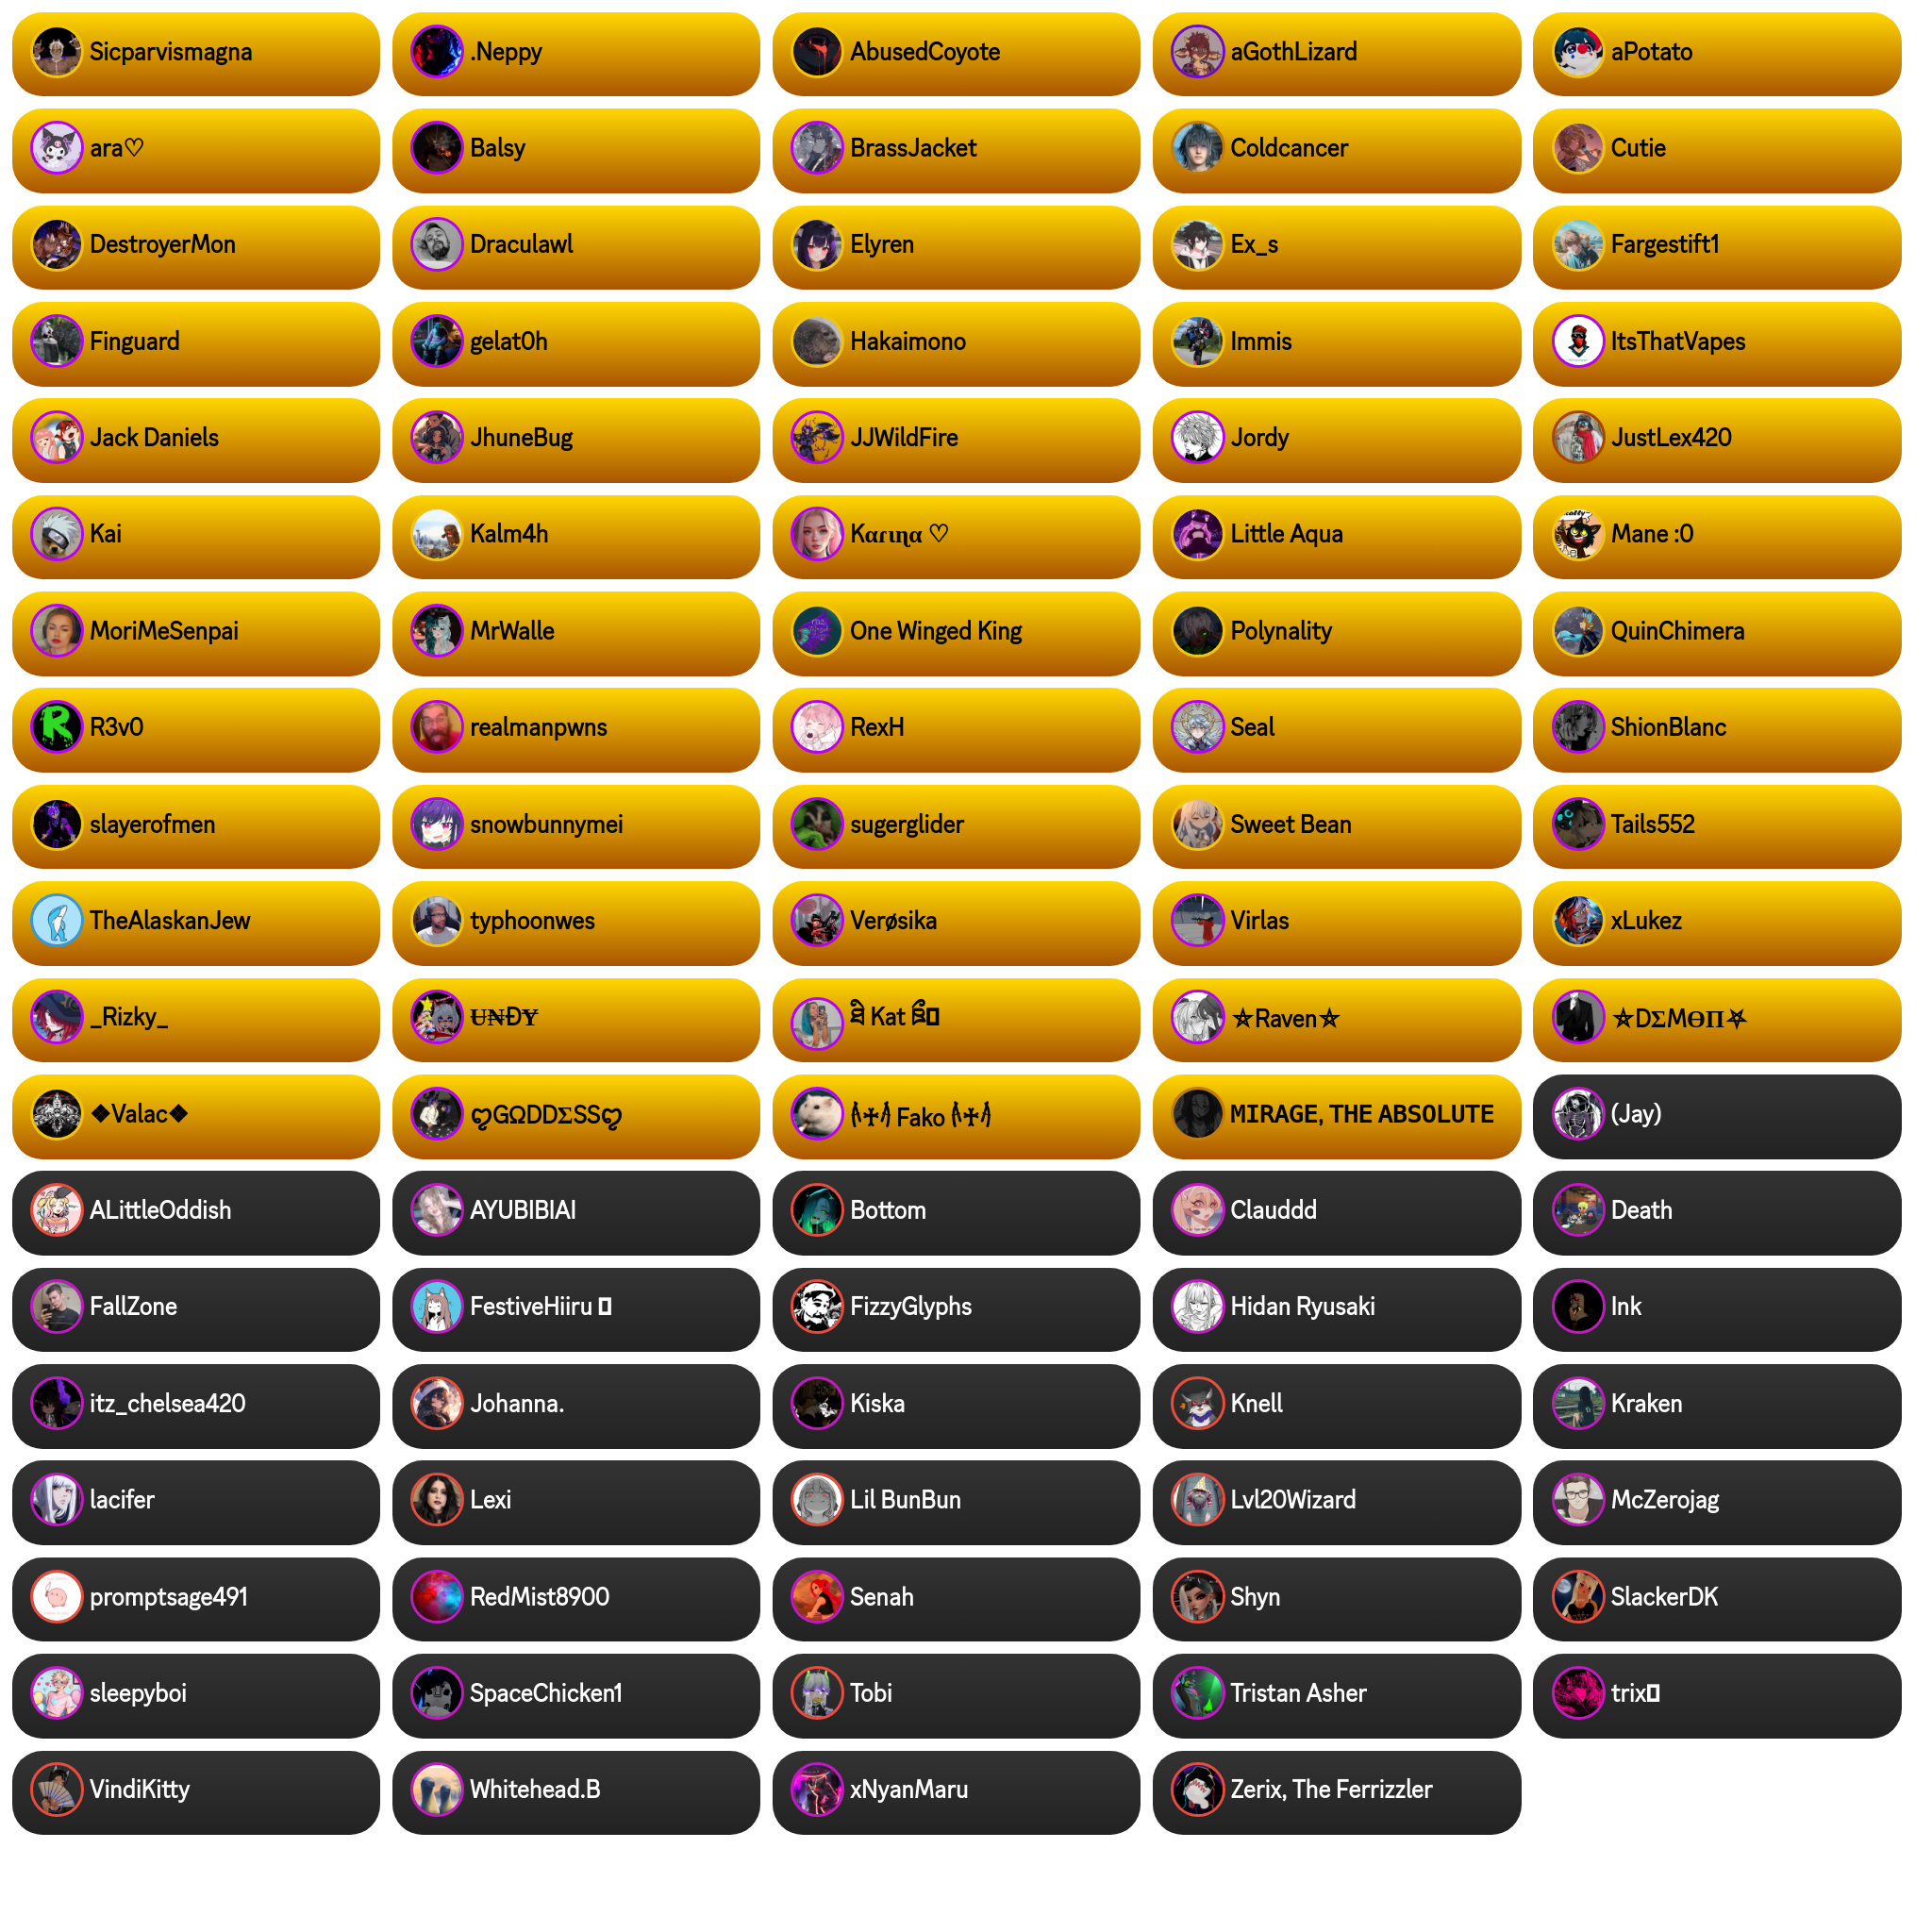 Sicparvismagna
.Neppy
AbusedCoyote
aGothLizard
aPotato
ara♡
Balsy
BrassJacket
Coldcancer
Cutie
DestroyerMon
Draculawl
Elyren
Ex_s
Fargestift1
Finguard
gelat0h
Hakaimono
Immis
ItsThatVapes
Jack Daniels
JhuneBug
JJWildFire
Jordy
JustLex420
Kai
Kalm4h
Kαɾιɳα ♡
Little Aqua
Mane :0
MoriMeSenpai
MrWalle
One Winged King
Polynality
QuinChimera
R3v0
realmanpwns
RexH
Seal
ShionBlanc
slayerofmen
snowbunnymei
sugerglider
Sweet Bean
Tails552
TheAlaskanJew
typhoonwes
Verøsika
Virlas
xLukez
_Rizky_
Kat
⛤Raven⛤
⛤DΣMӨП⛧
❖Valac❖
ღGΩDDΣSSღ
Fako
MIRAGE, THE ABSOLUTE
(Jay)
ALittleOddish
AYUBIBIAI
Bottom
Clauddd
Death
FallZone
FestiveHiiru
FizzyGlyphs
Hidan Ryusaki
Ink
itz_chelsea420
Johanna.
Kiska
Knell
Kraken
lacifer
Lexi
Lil BunBun
Lvl20Wizard
McZerojag
promptsage491
RedMist8900
Senah
Shyn
SlackerDK
sleepyboi
SpaceChicken1
Tobi
Tristan Asher
trix
VindiKitty
Whitehead.B
xNyanMaru
Zerix, The Ferrizzler